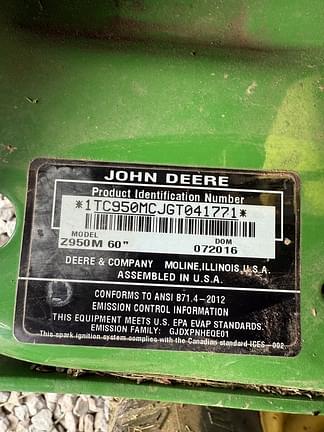 JOHN DEERE
Product Identification Number
*1TC950MCJGT041771*
MODEL DOM
Z950M 60" 072016
DEERE & COMPANY MOLINE, ILLINOIS, U.S.A.
ASSEMBLED IN U.S.A.
CONFORMS TO ANSI B71.4-2012
EMISSION CONTROL INFORMATION
THIS EQUIPMENT MEETS U.S. EPA EVAP STANDARDS.
EMISSION FAMILY: GJDXPNHEQE01
This spark ignition system complies with the Canadian standard ICES-002